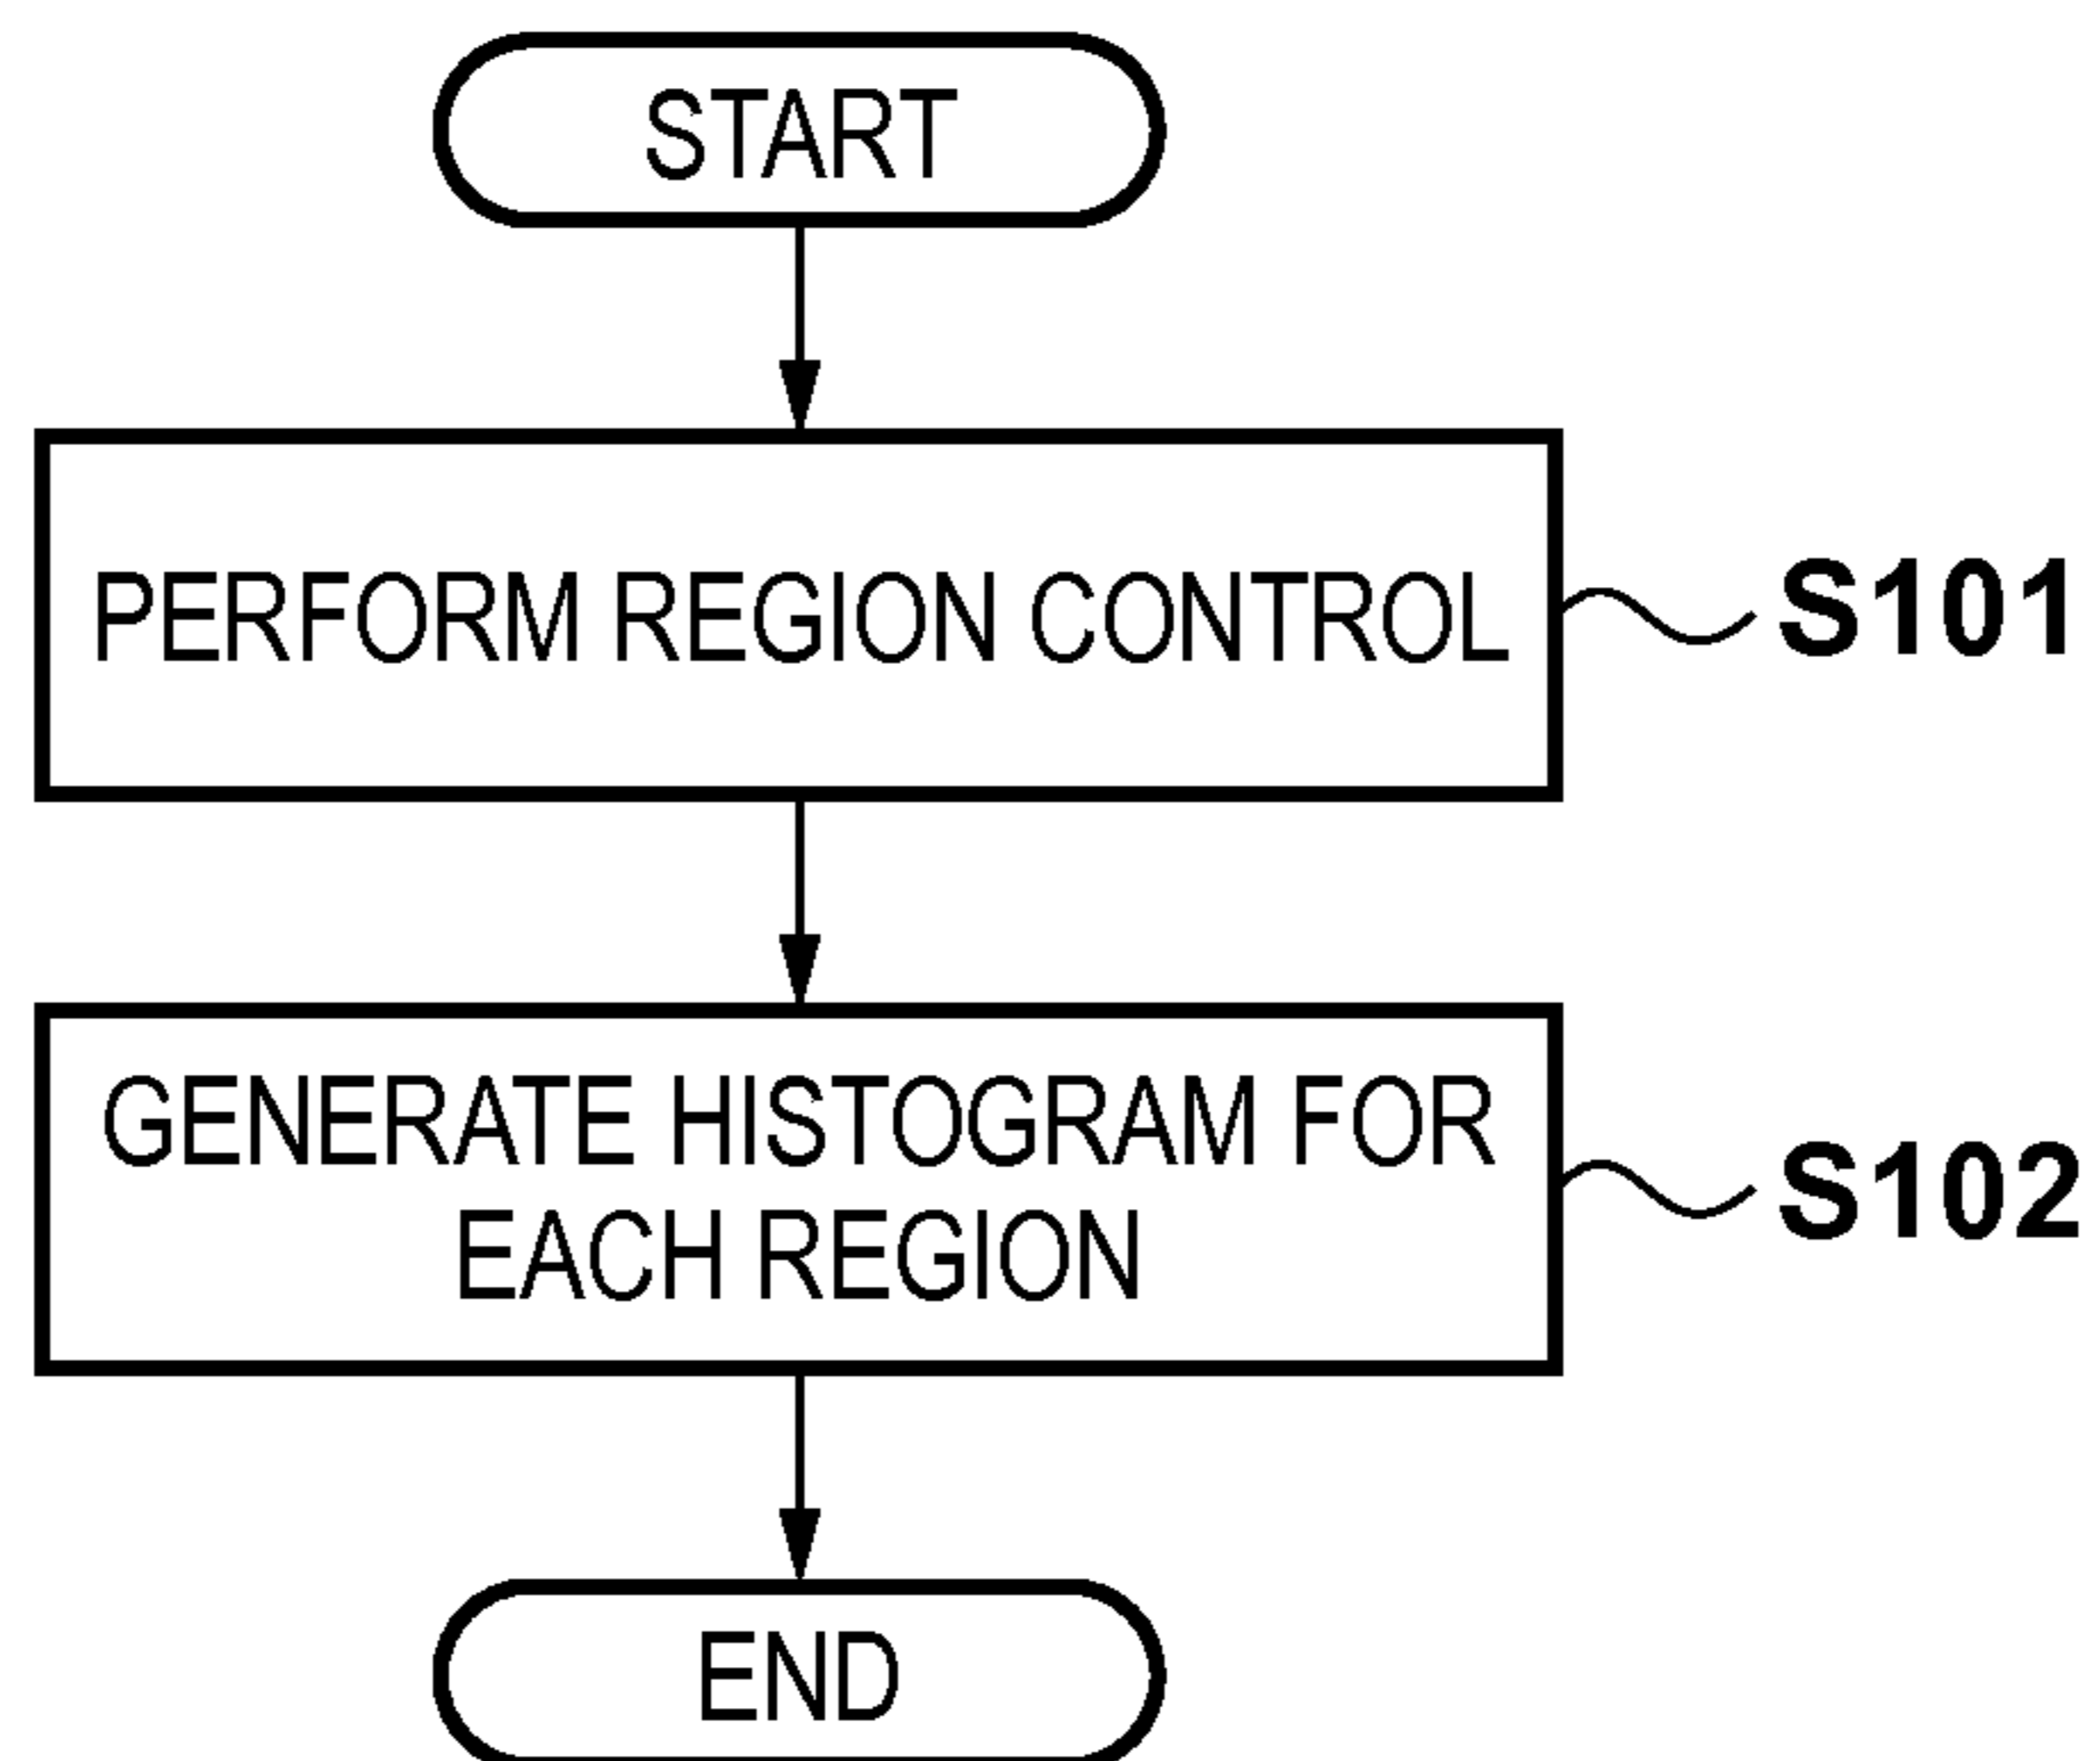 START
PERFORM REGION CONTROL
S101
GENERATE HISTOGRAM FOR
EACH REGION
S102
END